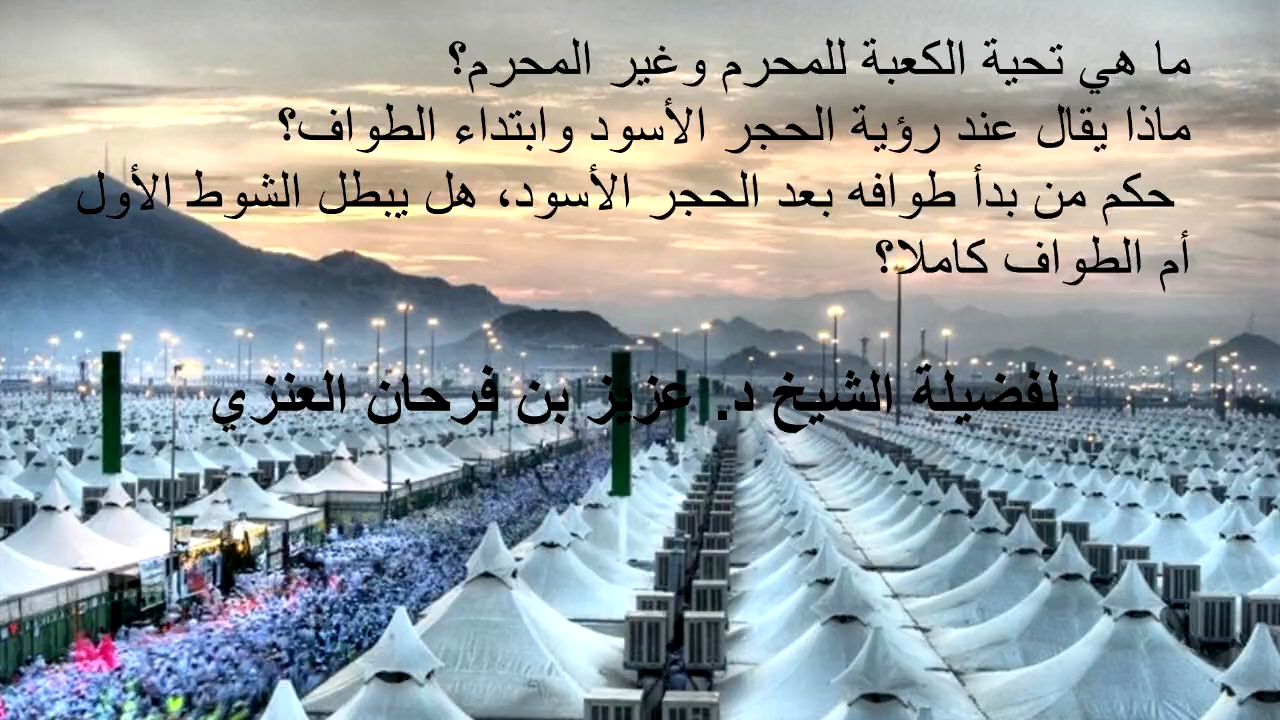 ما هي تحية الكعبة للمحرم وغير المحرم؟
ماذا يقال عند رؤية الحجر الأسود وابتداء الطواف؟
حكم من بدأ طوافه بعد الحجر الأسود، هل يبطل الشوط الأول
أم الطواف كاملا؟
لفضيلة الشيخ د. عزيز بن فرحان العنزي